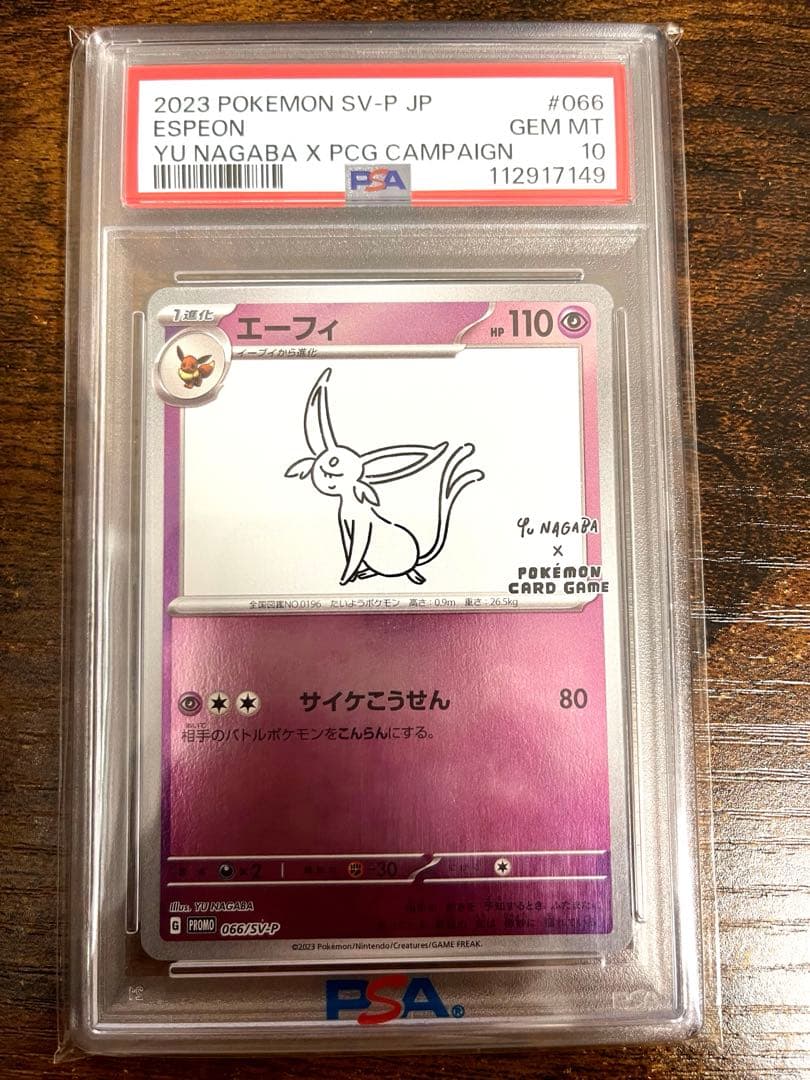 2023 POKEMON SV-P JP #066
ESPEON GEM MT
YU NAGABA X PCG CAMPAIGN 10
PSA 112917149
1進化 エーフィ HP 110
イーブイから進化
Yu NAGABA
×
POKÉMON
CARD GAME
全国図鑑NO.0196 たいようポケモン 高さ:0.9m 重さ:26.5kg
サイケこうせん 80
あいて
相手のバトルポケモンをこんらんにする。
×2 -30
Illus. YU NAGABA
G PROMO 066/SV-P
©2023 Pokémon/Nintendo/Creatures/GAME FREAK.
PSA®